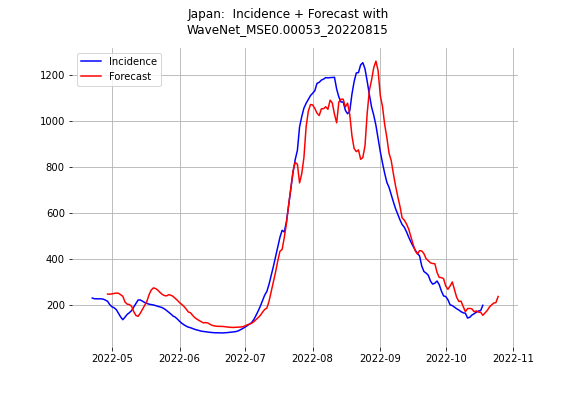 Japan:  Incidence + Forecast with
WaveNet_MSE0.00053_20220815
Incidence
Forecast
1200
1000
800
600
400
200
2022-05 2022-06 2022-07 2022-08 2022-09 2022-10 2022-11